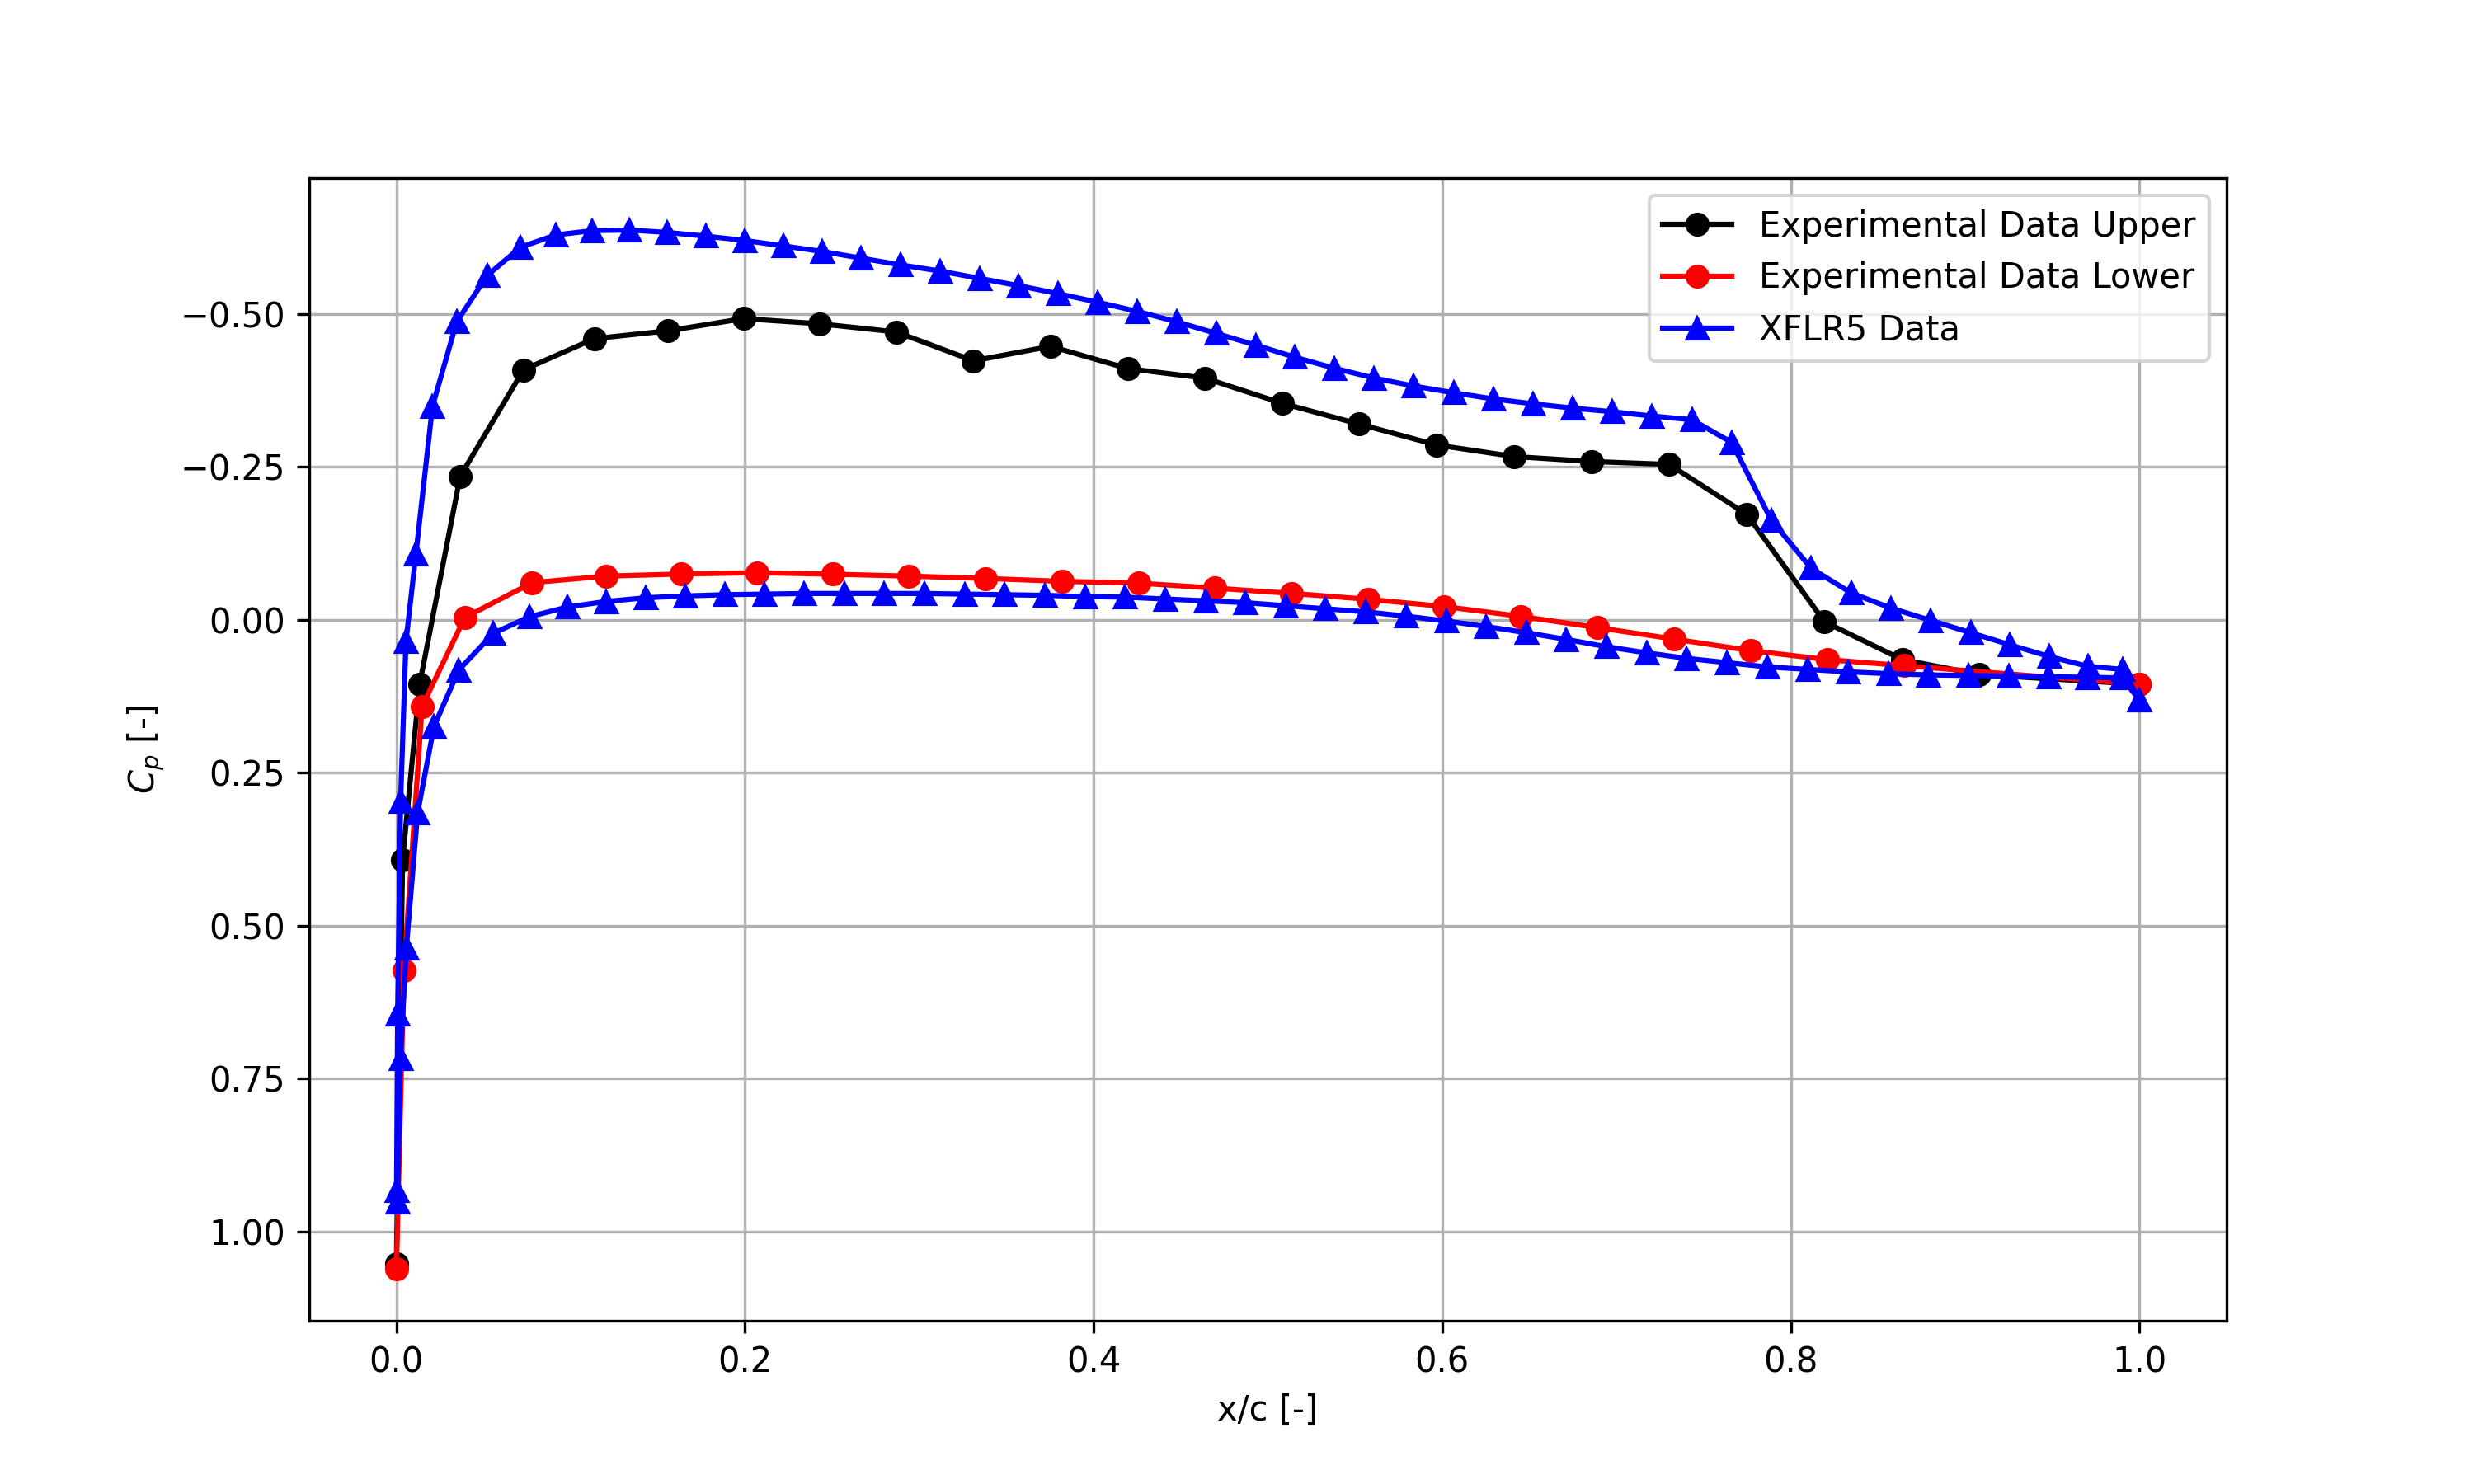 Experimental Data Upper
Experimental Data Lower
XFLR5 Data
−0.50
−0.25
0.00
0.25
0.50
0.75
1.00
Cp [-]
0.0 0.2 0.4 0.6 0.8 1.0
x/c [-]